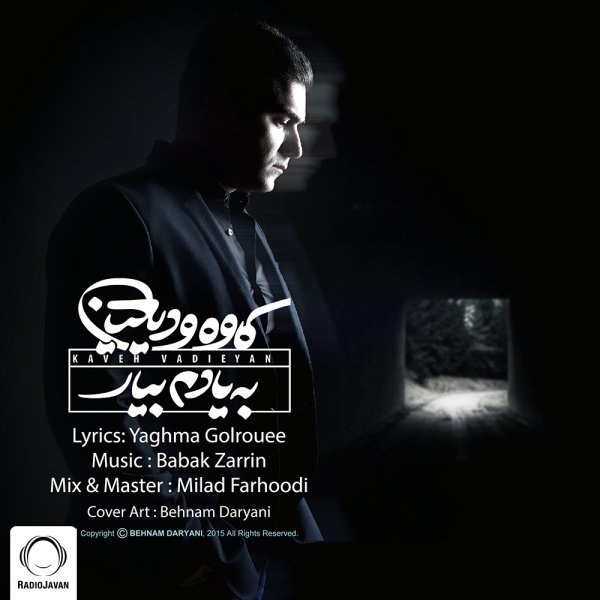 کاوه ودیعیان
KAVEH VADIEYAN
به یادم بیار
Lyrics: Yaghma Golrouee
Music : Babak Zarrin
Mix & Master : Milad Farhoodi
Cover Art : Behnam Daryani
Copyright © BEHNAM DARYANI, 2015 All Rights Reserved.
RADIOJAVAN